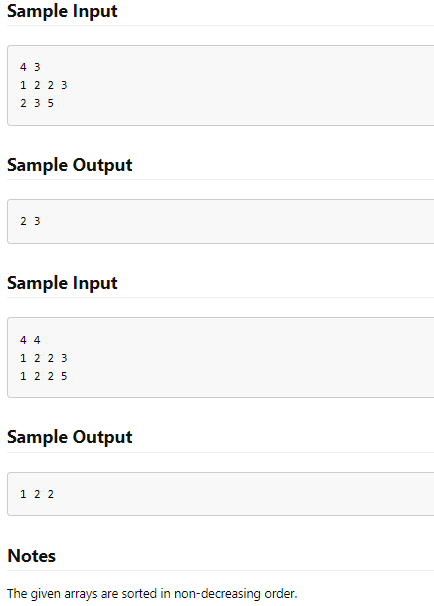 Sample Input
4 3
1 2 2 3
2 3 5
Sample Output
2 3
Sample Input
4 4
1 2 2 3
1 2 2 5
Sample Output
1 2 2
Notes
The given arrays are sorted in non-decreasing order.